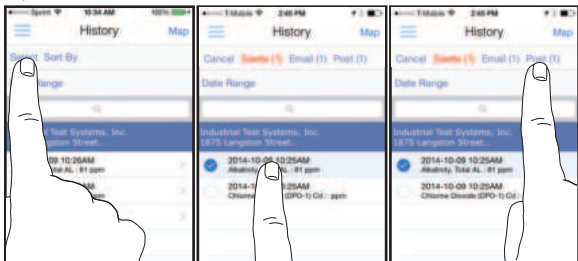 Sprint 10:34 AM 100%
History Map
Select Sort By
Range
Test Systems, Inc.
Langston Street..
09 10:26AM
Total AL : 81 ppm
T-Mobile 2:45 PM
History Map
Cancel Delete (1) Email (1) Post (1)
Date Range
Industrial Test Systems, Inc.
1875 Langston Street..
2014-10-09 10:25AM
Alkalinity, Total AL : 81 ppm
2014-1 10:25AM
Chlorine (DPD-1) Cd : ppm
T-Mobile 2:45 PM
History Map
Cancel Delete (1) Email (1) Post (1)
Date Range
Industrial Test Systems, Inc.
1875 Langston Street..
2014-10-09 10:25AM
Alkalinity, Total AL : 81 ppm
2014-10-09 10:25AM
Chlorine Dioxide (DPD-1) Cd :